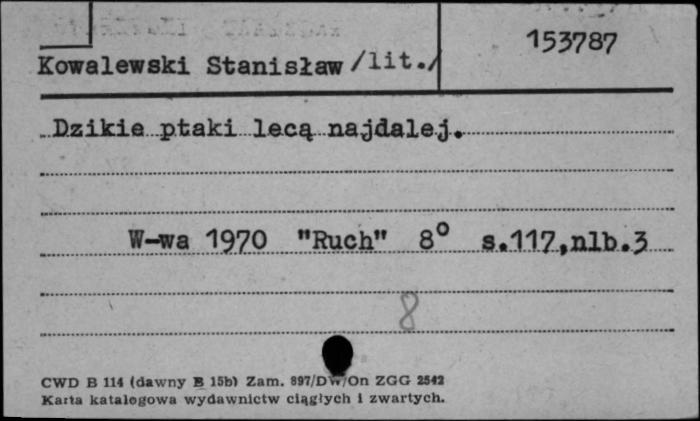 153787
Kowalewski Stanisław /lit./
Dzikie ptaki lecą najdalej.
W-wa 1970 "Ruch" 8° s.117,nlb.3
8
CWD B 114 (dawny B 15b) Zam. 897/DW/On ZGG 2542
Karta katalogowa wydawnictw ciągłych i zwartych.